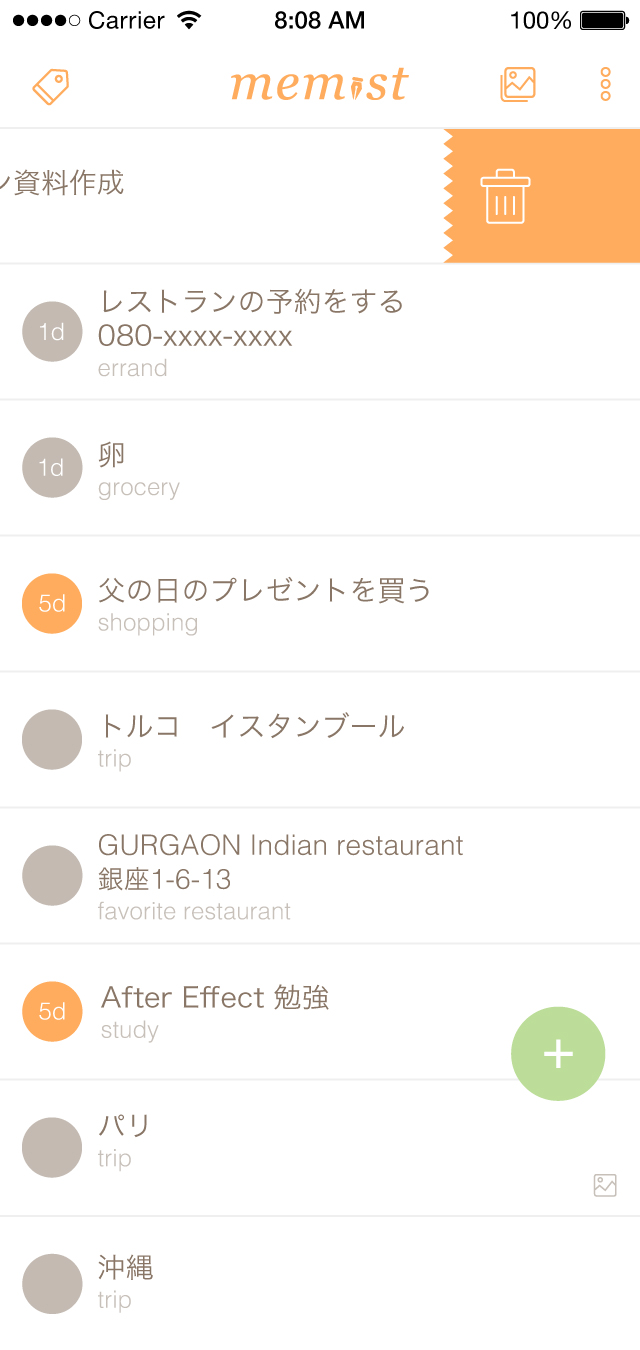 Carrier 8:08 AM 100%
memist
ン資料作成
1d レストランの予約をする
080-xxxx-xxxx
errand
1d 卵
grocery
5d 父の日のプレゼントを買う
shopping
トルコ　イスタンブール
trip
GURGAON Indian restaurant
銀座1-6-13
favorite restaurant
5d After Effect 勉強
study
パリ
trip
沖縄
trip